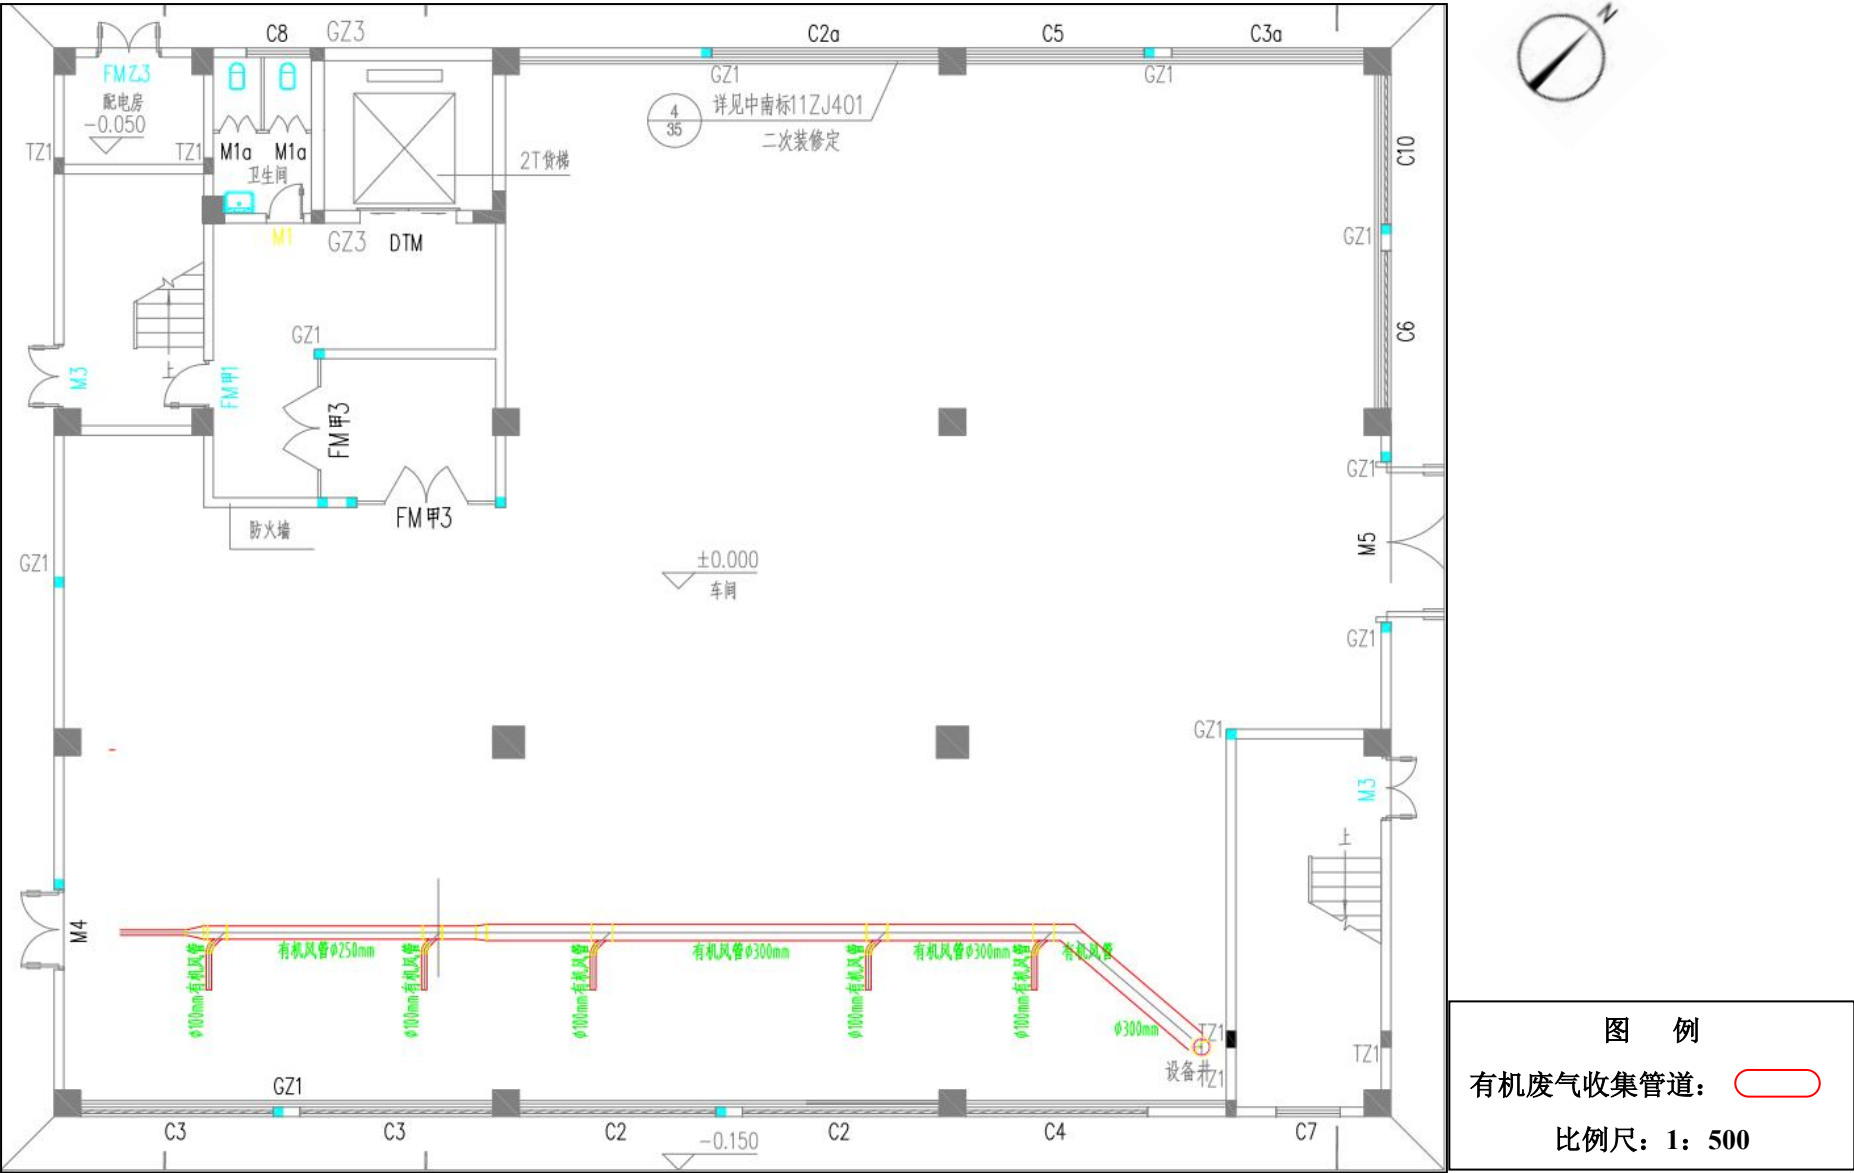 C8
GZ3
C2a
C5
C3a
N
FM乙3
配电房
-0.050
GZ1
GZ1
4
35
详见中南标11ZJ401
二次装修定
TZ1
TZ1
M1a
M1a
卫生间
2T货梯
C10
M1
GZ3
DTM
GZ1
GZ1
C6
上
M3
FM甲1
FM甲3
FM甲3
GZ1
防火墙
GZ1
±0.000
车间
M5
GZ1
GZ1
M3
上
M4
有机风管φ250mm
有机风管φ300mm
有机风管φ300mm
有机风管
φ100mm有机风管
φ100mm有机风管
φ100mm有机风管
φ100mm有机风管
φ100mm有机风管
φ300mm
TZ1
设备井
TZ1
TZ1
GZ1
C3
C3
C2
C2
C4
C7
-0.150
图 例
有机废气收集管道：
比例尺：1：500